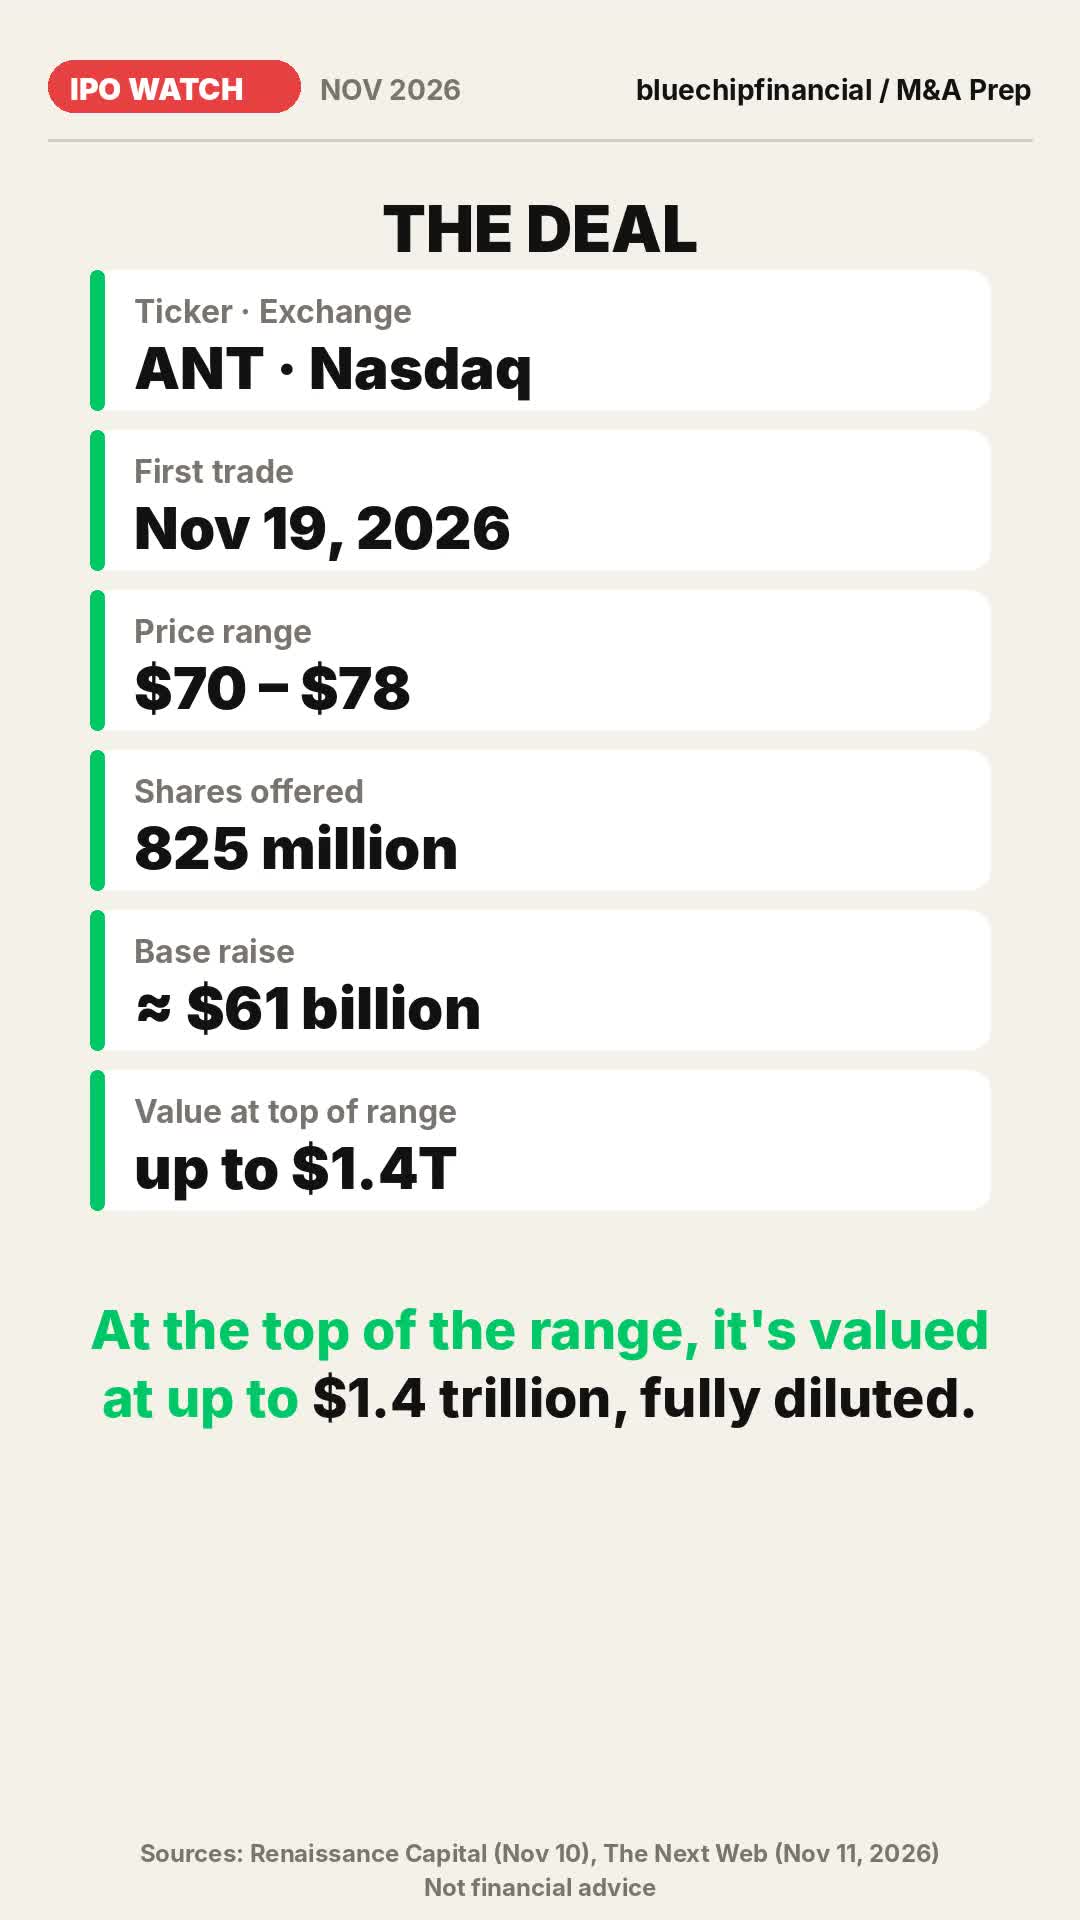 IPO WATCH
NOV 2026
bluechipfinancial / M&A Prep
THE DEAL
Ticker · Exchange
ANT · Nasdaq
First trade
Nov 19, 2026
Price range
$70 – $78
Shares offered
825 million
Base raise
≈ $61 billion
Value at top of range
up to $1.4T
At the top of the range, it's valued
at up to $1.4 trillion, fully diluted.
Sources: Renaissance Capital (Nov 10), The Next Web (Nov 11, 2026)
Not financial advice